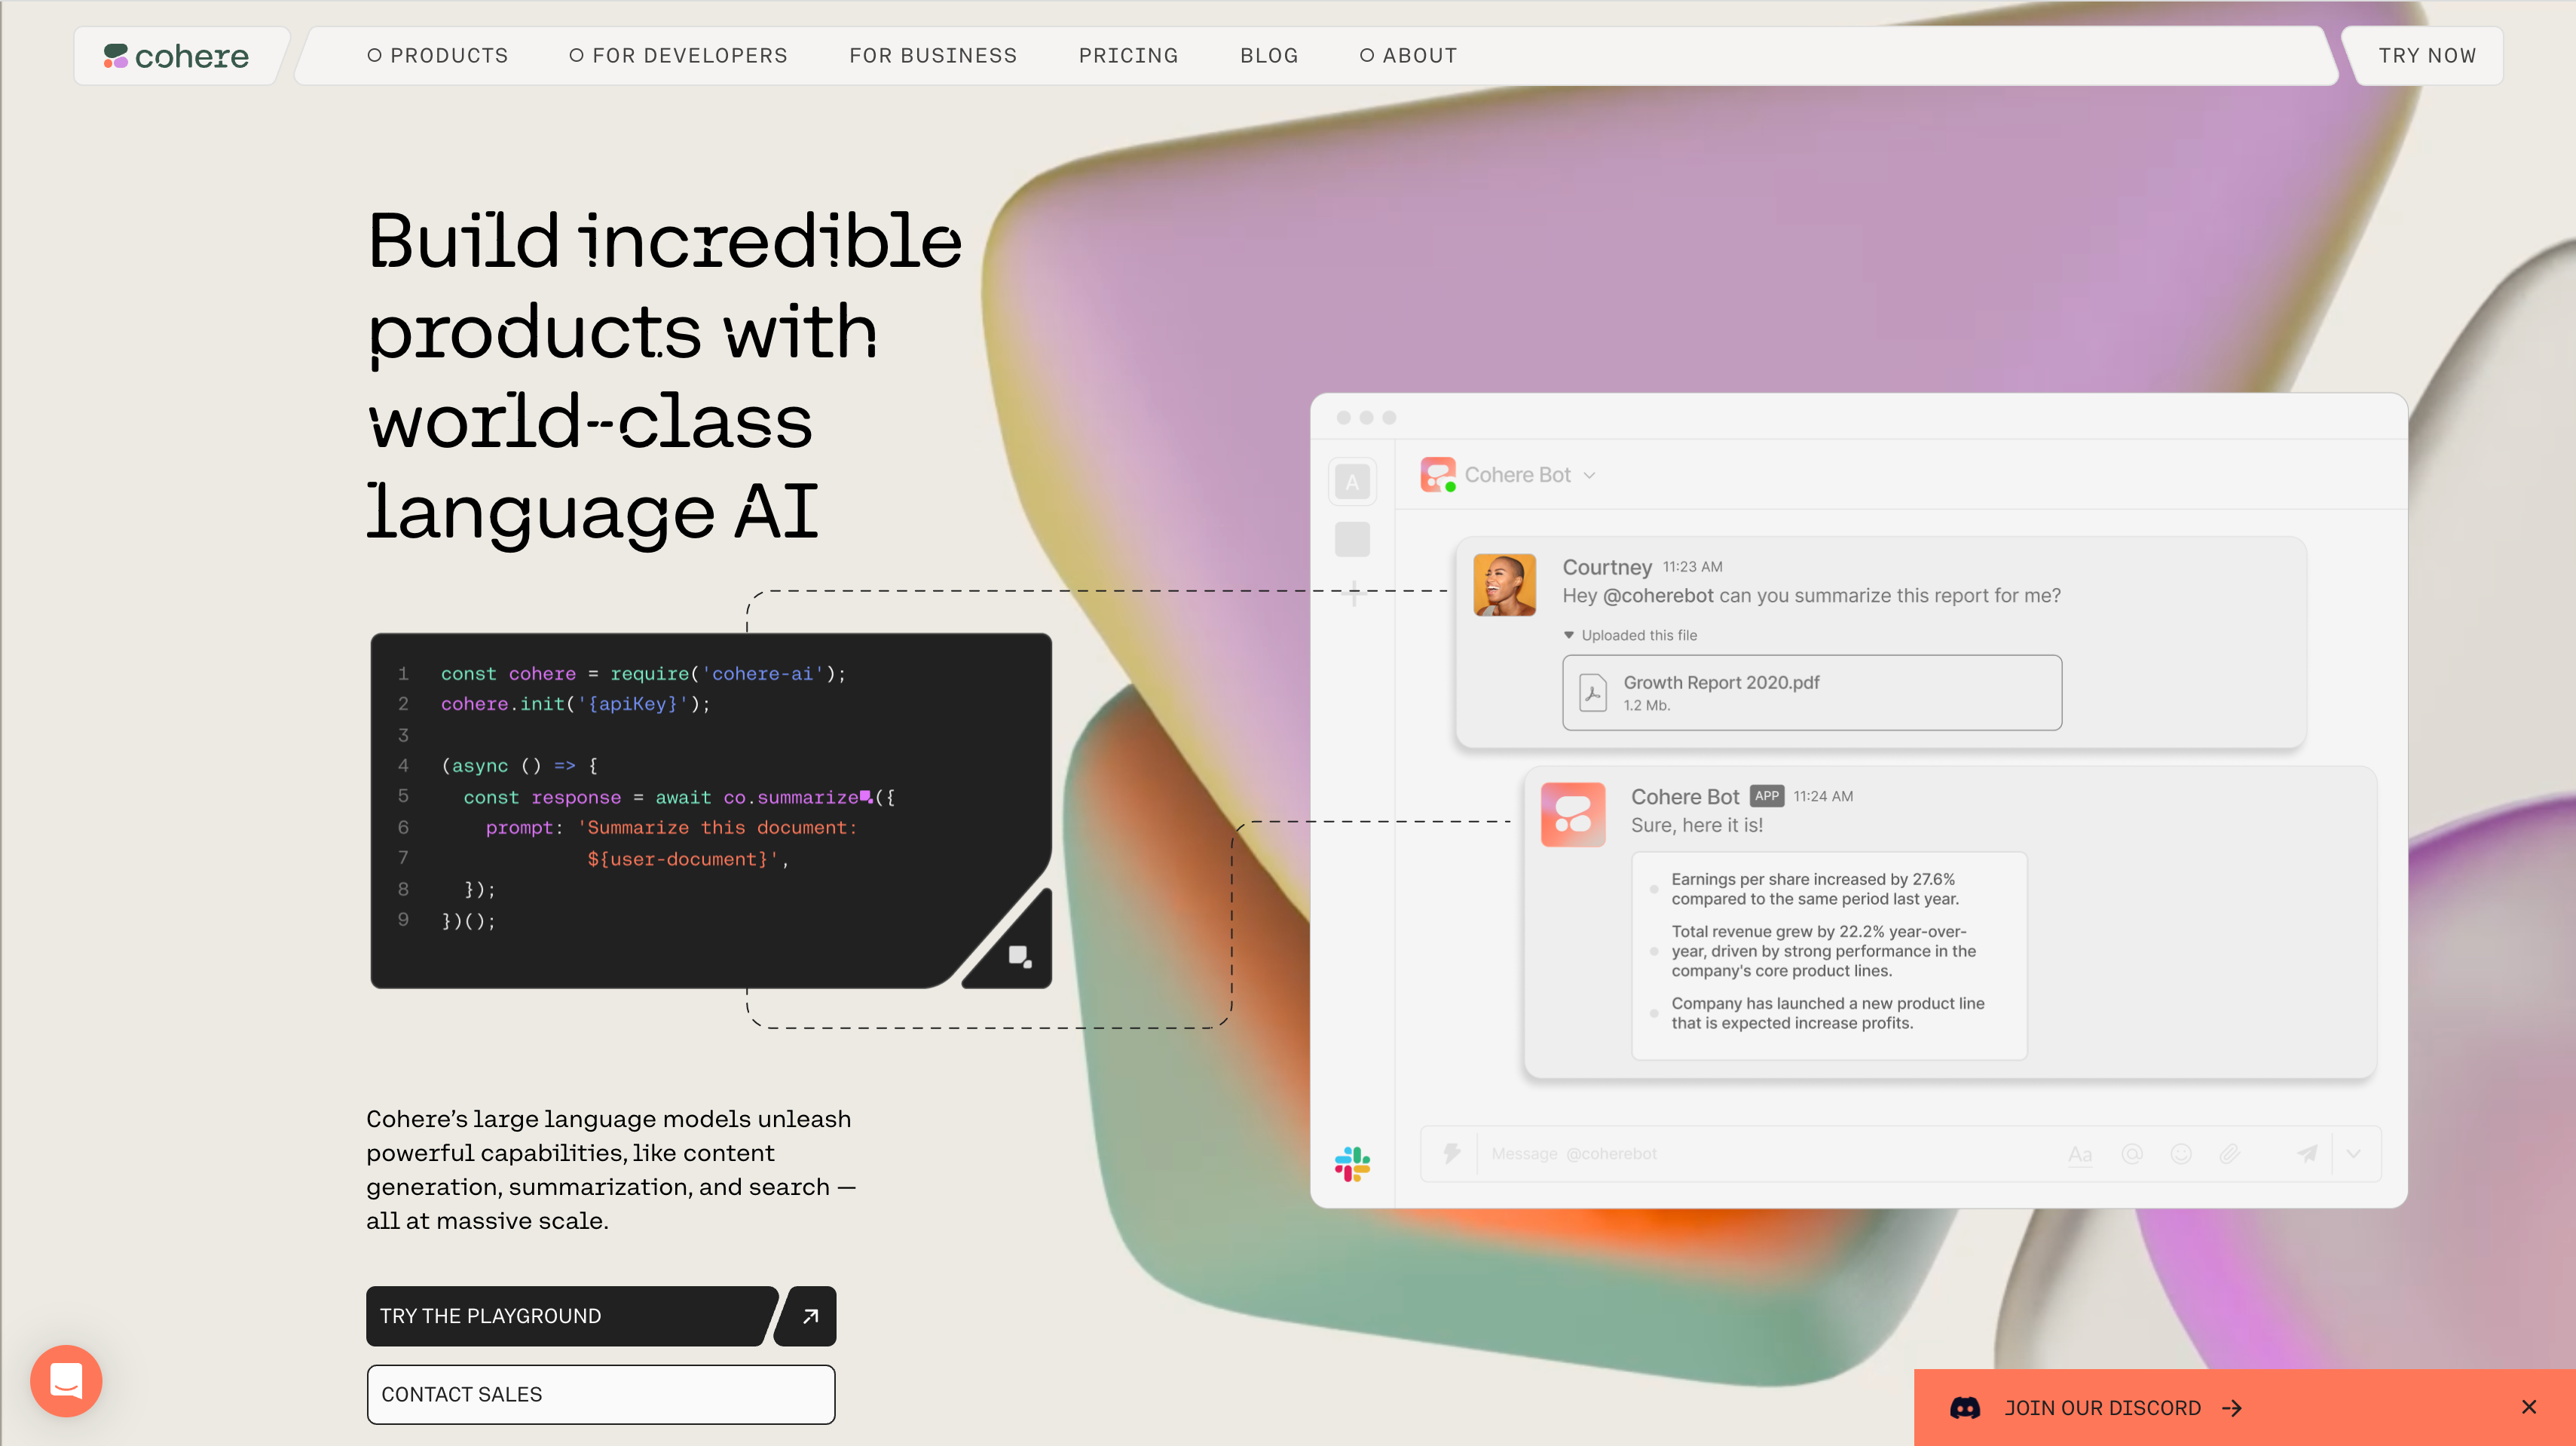 cohere
PRODUCTS
FOR DEVELOPERS
FOR BUSINESS
PRICING
BLOG
ABOUT
TRY NOW
Build incredible
products with
world-class
language AI
1 const cohere = require('cohere-ai');
2 cohere.init('{apiKey}');
3
4 (async () => {
5 const response = await co.summarize({
6 prompt: 'Summarize this document:
7 ${user-document}',
8 });
9 })();
Cohere's large language models unleash
powerful capabilities, like content
generation, summarization, and search —
all at massive scale.
TRY THE PLAYGROUND
CONTACT SALES
A
Cohere Bot
Courtney 11:23 AM
Hey @coherebot can you summarize this report for me?
Uploaded this file
Growth Report 2020.pdf
1.2 Mb.
Cohere Bot APP 11:24 AM
Sure, here it is!
Earnings per share increased by 27.6%
compared to the same period last year.
Total revenue grew by 22.2% year-over-
year, driven by strong performance in the
company's core product lines.
Company has launched a new product line
that is expected increase profits.
Message @coherebot
Aa
JOIN OUR DISCORD